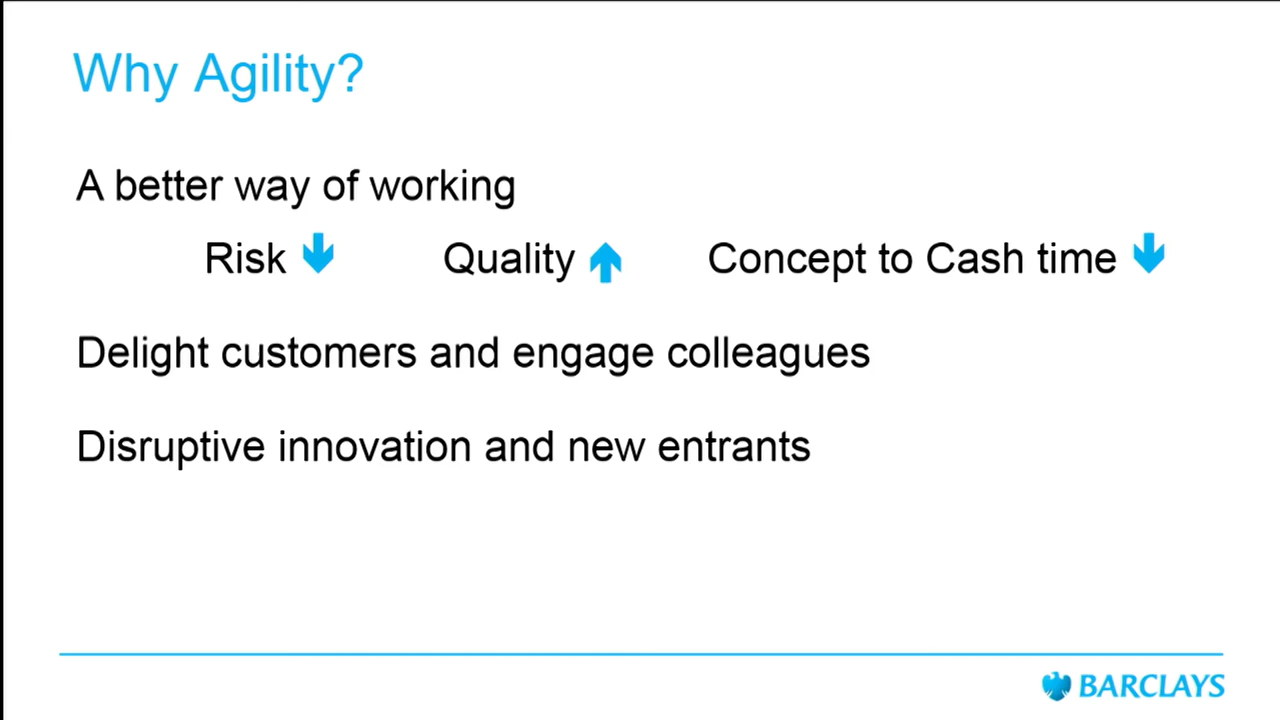 Why Agility?
A better way of working
Risk Quality Concept to Cash time
Delight customers and engage colleagues
Disruptive innovation and new entrants
BARCLAYS